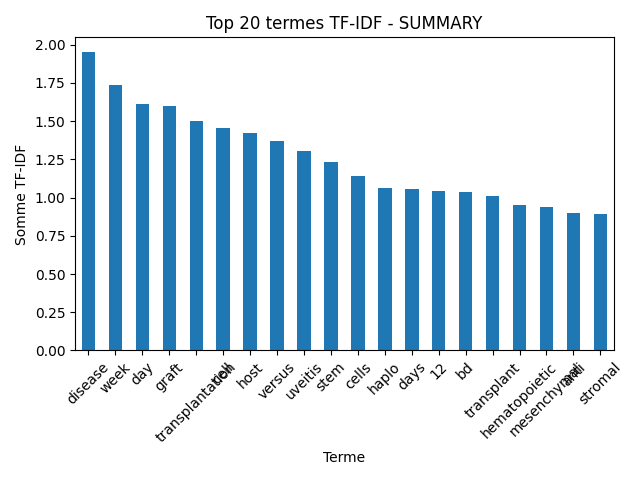 Top 20 termes TF-IDF - SUMMARY
Somme TF-IDF
2.00
1.75
1.50
1.25
1.00
0.75
0.50
0.25
0.00
disease
week
day
graft
transplantation
cell
host
versus
uveitis
stem
cells
haplo
days
12
bd
transplant
hematopoietic
mesenchymal
anti
stromal
Terme